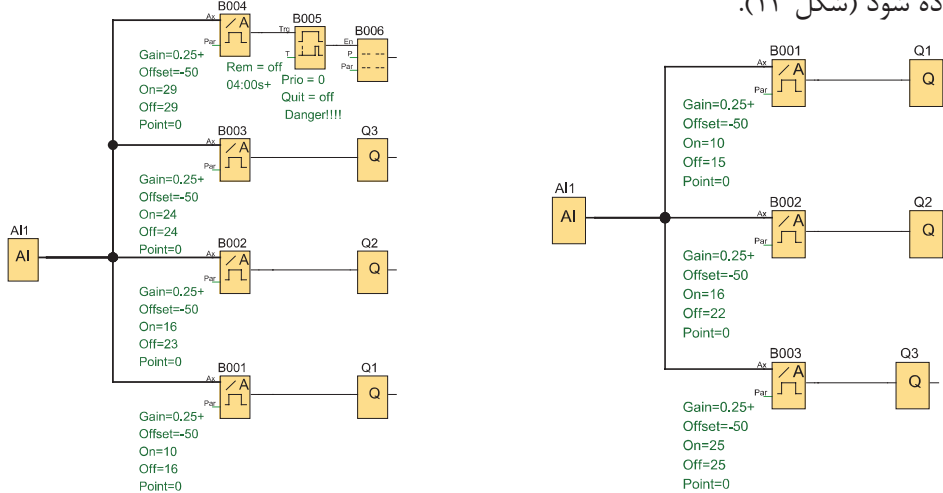 ده شود (شکل ۱۱).
B004
Ax
Par
Gain=0.25+
Offset=-50
On=29
Off=29
Point=0
B005
Trg
T
Rem = off
04:00s+
B006
En
P
Par
Prio = 0
Quit = off
Danger!!!!
B003
Ax
Par
Gain=0.25+
Offset=-50
On=24
Off=24
Point=0
Q3
Q
AI1
AI
B002
Ax
Par
Gain=0.25+
Offset=-50
On=16
Off=23
Point=0
Q2
Q
B001
Ax
Par
Gain=0.25+
Offset=-50
On=10
Off=16
Point=0
Q1
Q
B001
Ax
Par
Gain=0.25+
Offset=-50
On=10
Off=15
Point=0
Q1
Q
AI1
AI
B002
Ax
Par
Gain=0.25+
Offset=-50
On=16
Off=22
Point=0
Q2
Q
B003
Ax
Par
Gain=0.25+
Offset=-50
On=25
Off=25
Point=0
Q3
Q